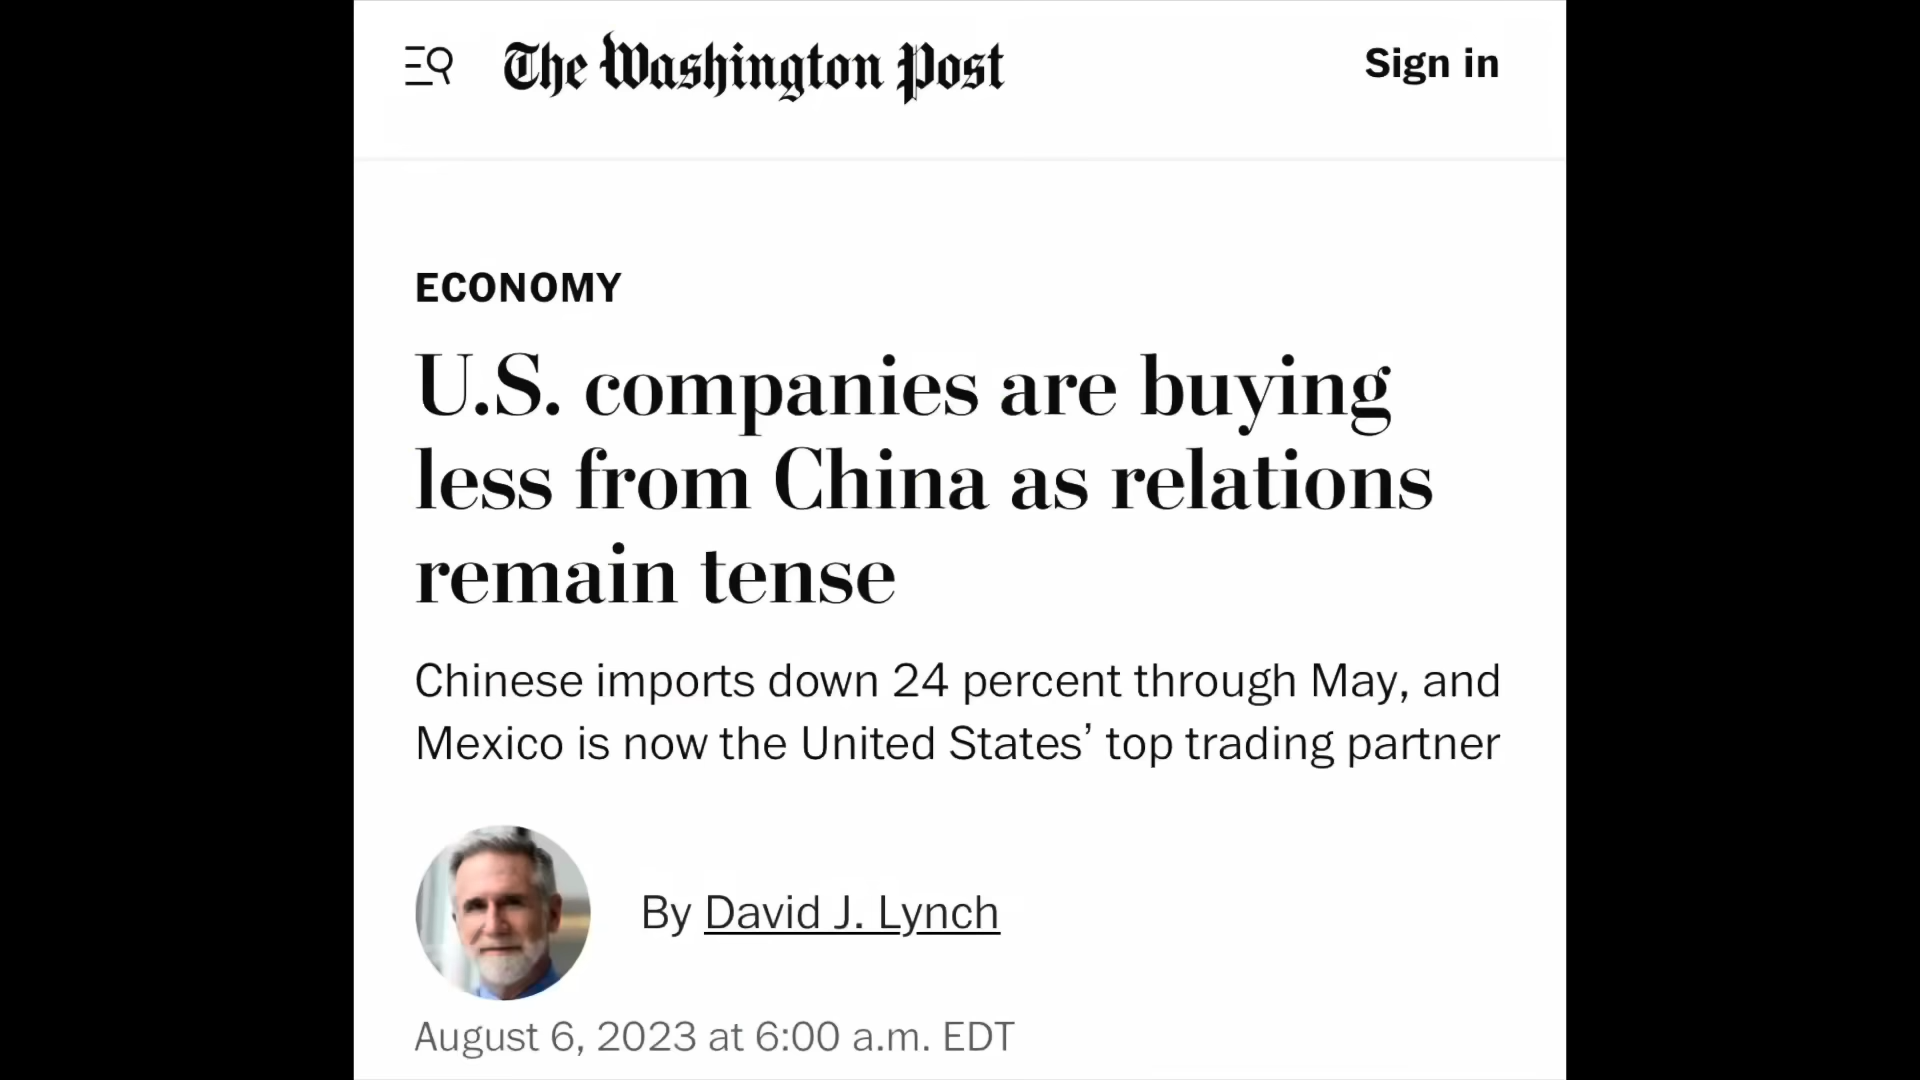 The Washington Post
Sign in
ECONOMY
U.S. companies are buying
less from China as relations
remain tense
Chinese imports down 24 percent through May, and
Mexico is now the United States’ top trading partner
By David J. Lynch
August 6, 2023 at 6:00 a.m. EDT